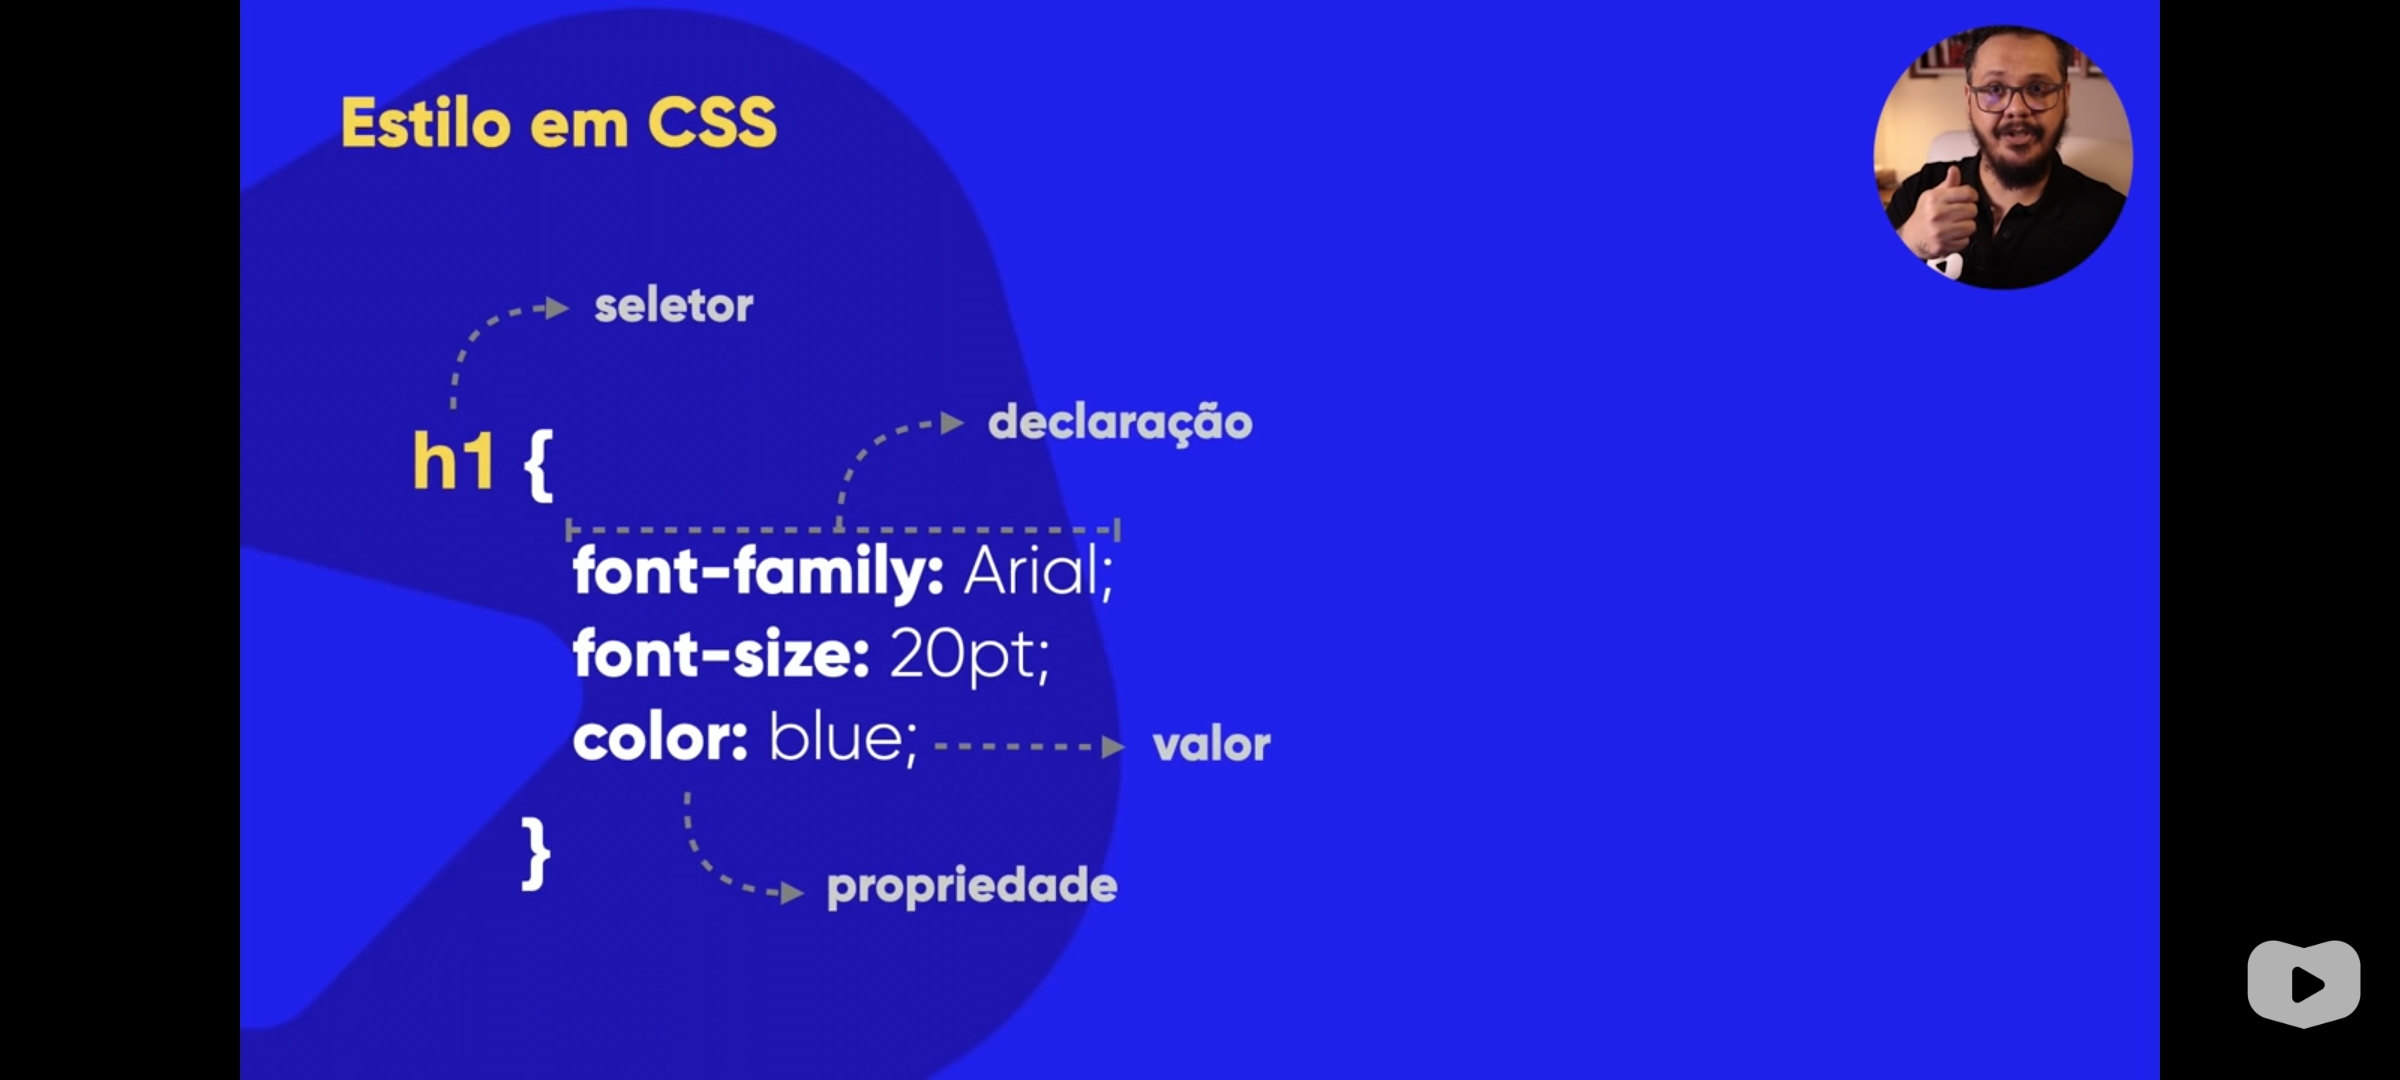 Estilo em CSS
seletor
declaração
h1 {
font-family: Arial;
font-size: 20pt;
color: blue;
valor
}
propriedade